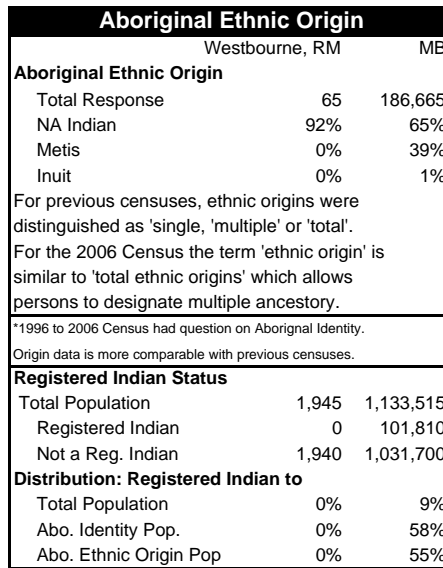 Aboriginal Ethnic Origin
Westbourne, RM MB
Aboriginal Ethnic Origin
Total Response 65 186,665
NA Indian 92% 65%
Metis 0% 39%
Inuit 0% 1%
For previous censuses, ethnic origins were
distinguished as 'single, 'multiple' or 'total'.
For the 2006 Census the term 'ethnic origin' is
similar to 'total ethnic origins' which allows
persons to designate multiple ancestory.
*1996 to 2006 Census had question on Aborignal Identity.
Origin data is more comparable with previous censuses.
Registered Indian Status
Total Population 1,945 1,133,515
Registered Indian 0 101,810
Not a Reg. Indian 1,940 1,031,700
Distribution: Registered Indian to
Total Population 0% 9%
Abo. Identity Pop. 0% 58%
Abo. Ethnic Origin Pop 0% 55%